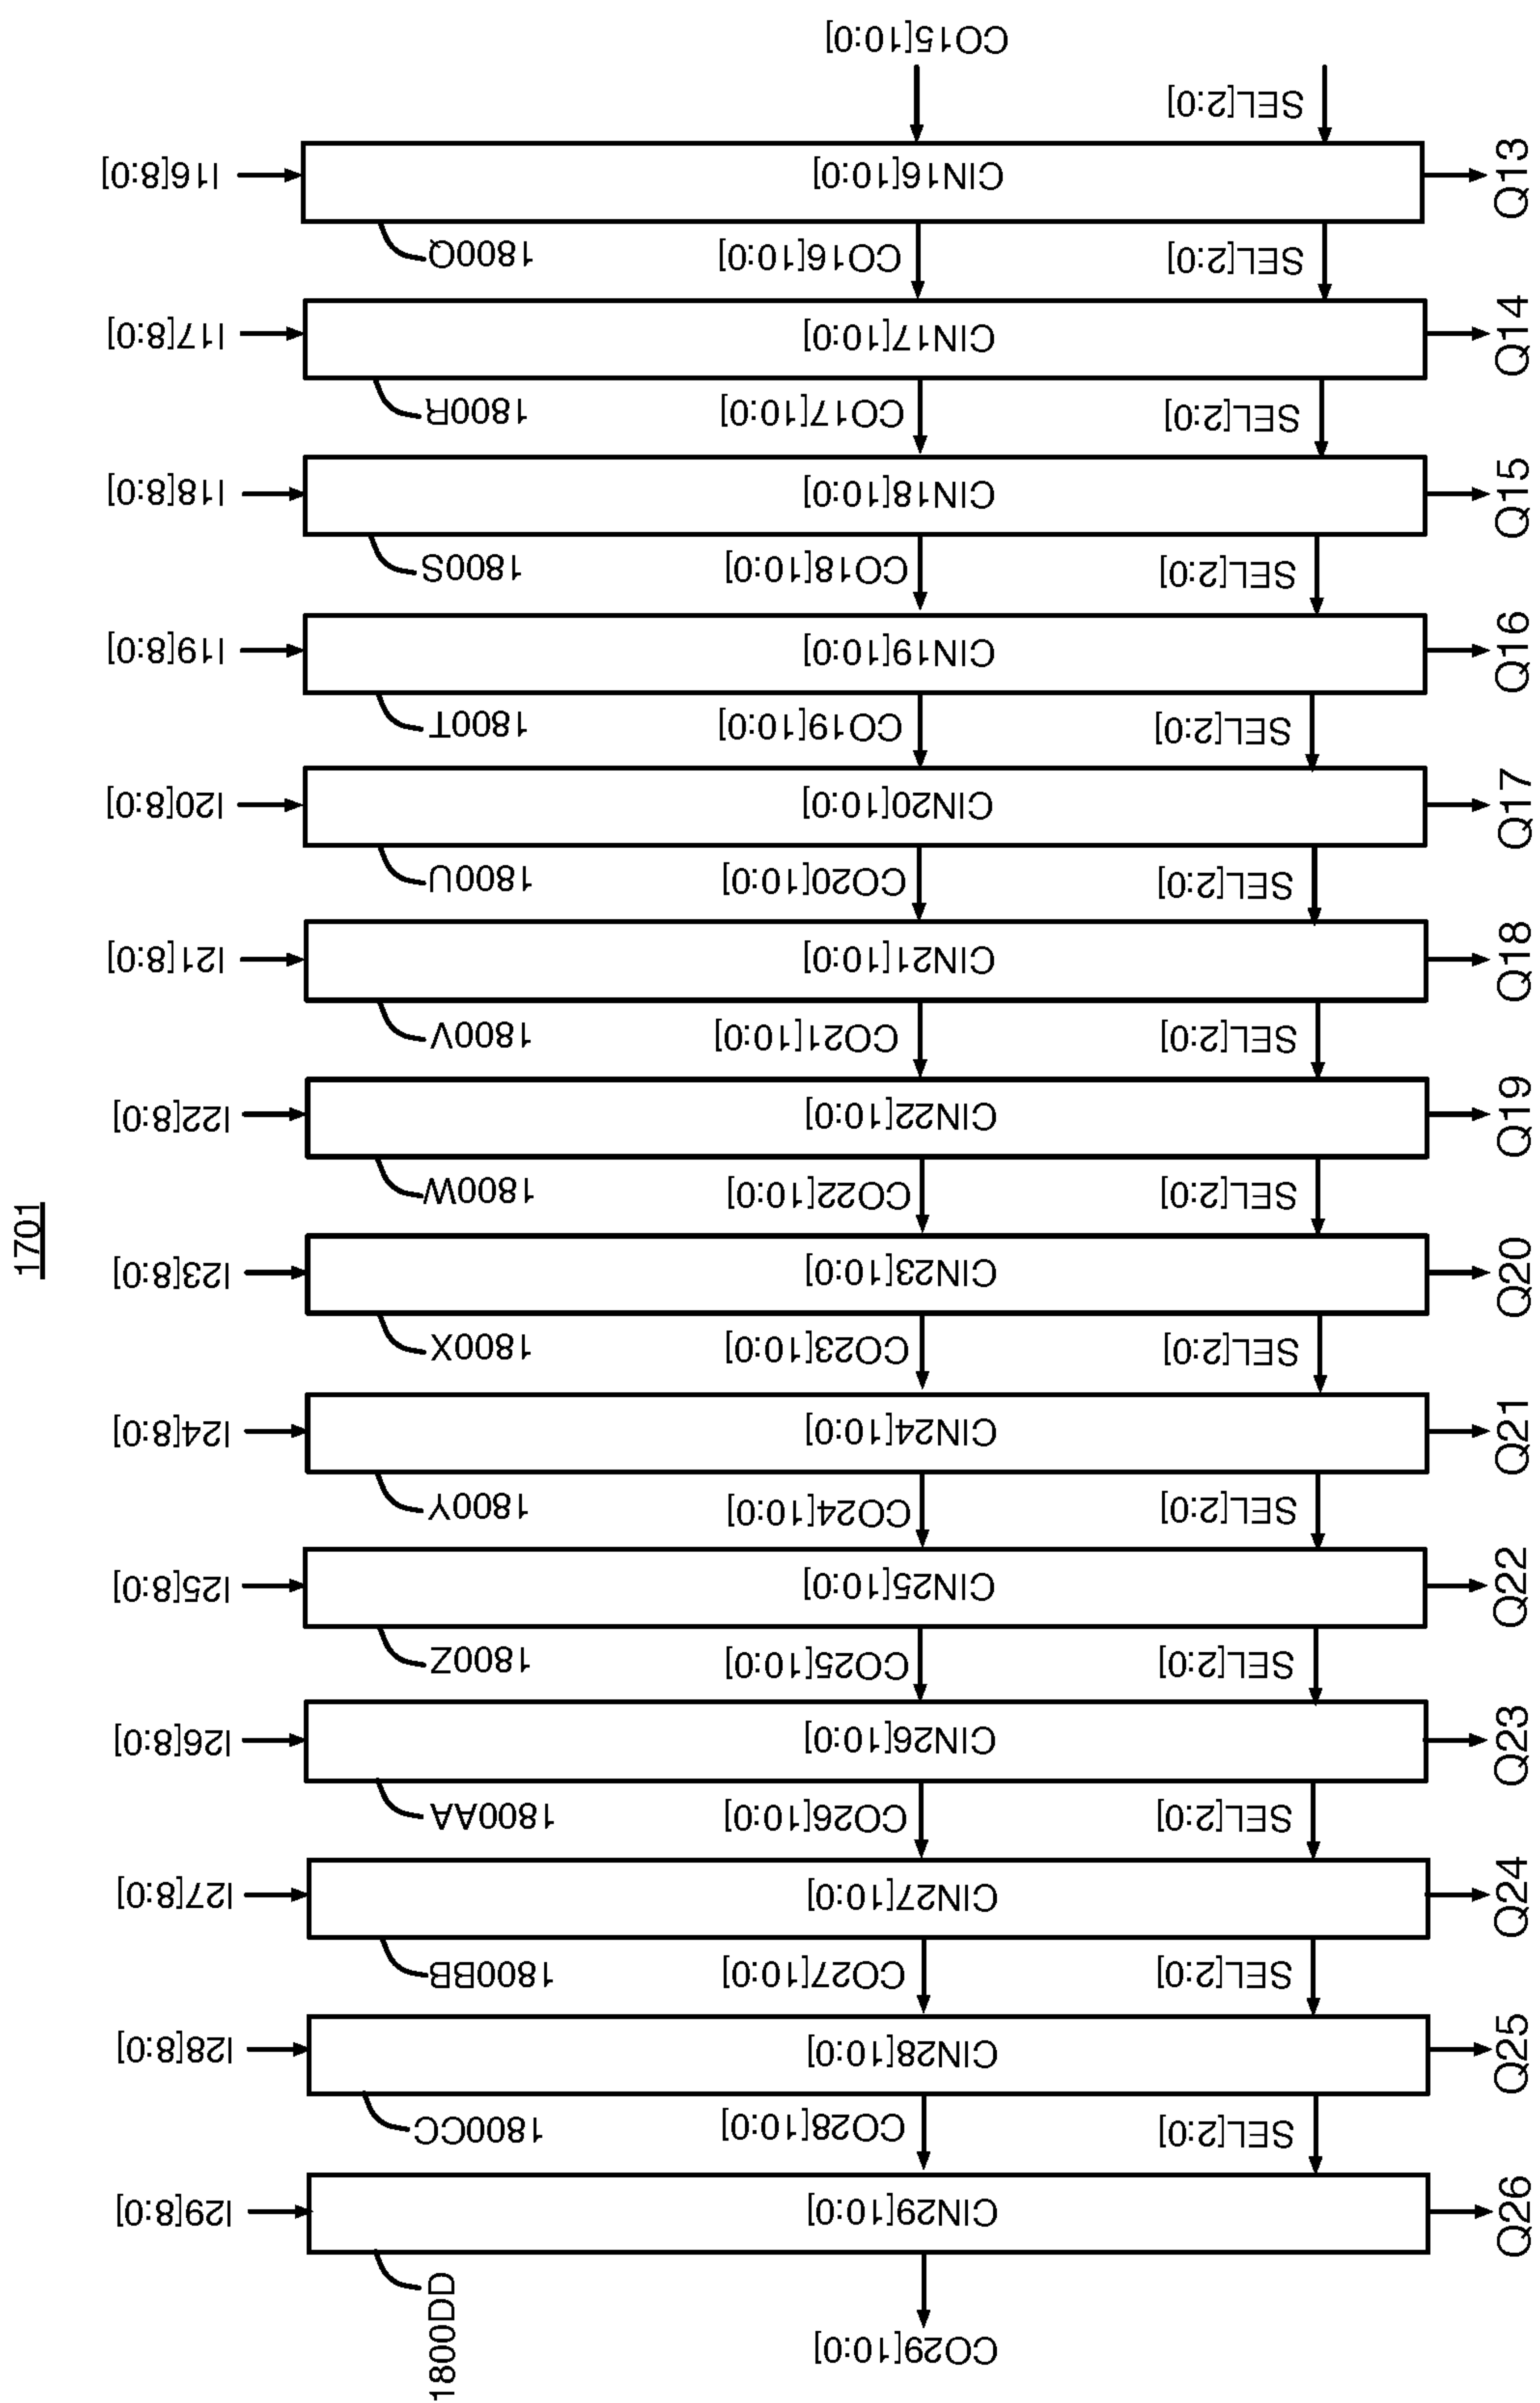 1701
CO15[10:0]
SEL[2:0]
I16[8:0]
CIN16[10:0]
Q13
1800Q
CO16[10:0]
SEL[2:0]
I17[8:0]
CIN17[10:0]
Q14
1800R
CO17[10:0]
SEL[2:0]
I18[8:0]
CIN18[10:0]
Q15
1800S
CO18[10:0]
SEL[2:0]
I19[8:0]
CIN19[10:0]
Q16
1800T
CO19[10:0]
SEL[2:0]
I20[8:0]
CIN20[10:0]
Q17
1800U
CO20[10:0]
SEL[2:0]
I21[8:0]
CIN21[10:0]
Q18
1800V
CO21[10:0]
SEL[2:0]
I22[8:0]
CIN22[10:0]
Q19
1800W
CO22[10:0]
SEL[2:0]
I23[8:0]
CIN23[10:0]
Q20
1800X
CO23[10:0]
SEL[2:0]
I24[8:0]
CIN24[10:0]
Q21
1800Y
CO24[10:0]
SEL[2:0]
I25[8:0]
CIN25[10:0]
Q22
1800Z
CO25[10:0]
SEL[2:0]
I26[8:0]
CIN26[10:0]
Q23
1800AA
CO26[10:0]
SEL[2:0]
I27[8:0]
CIN27[10:0]
Q24
1800BB
CO27[10:0]
SEL[2:0]
I28[8:0]
CIN28[10:0]
Q25
1800CC
CO28[10:0]
SEL[2:0]
I29[8:0]
CIN29[10:0]
Q26
1800DD
CO29[10:0]